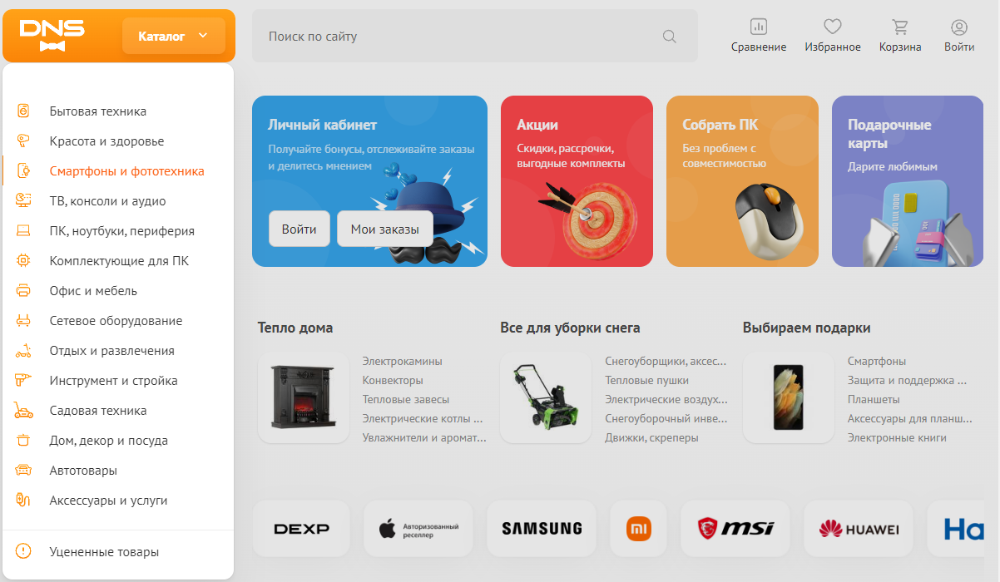 DNS
Каталог
Поиск по сайту
Сравнение
Избранное
Корзина
Войти
Бытовая техника
Красота и здоровье
Смартфоны и фототехника
ТВ, консоли и аудио
ПК, ноутбуки, периферия
Комплектующие для ПК
Офис и мебель
Сетевое оборудование
Отдых и развлечения
Инструмент и стройка
Садовая техника
Дом, декор и посуда
Автотовары
Аксессуары и услуги
Уцененные товары
Личный кабинет
Получайте бонусы, отслеживайте заказы
и делитесь мнением
Войти
Мои заказы
Акции
Скидки, рассрочки,
выгодные комплекты
Собрать ПК
Без проблем с
совместимостью
Подарочные
карты
Дарите любимым
Тепло дома
Электрокамины
Конвекторы
Тепловые завесы
Электрические котлы ...
Увлажнители и аромат...
Все для уборки снега
Снегоуборщики, аксес...
Тепловые пушки
Электрические воздух...
Снегоуборочный инве...
Движки, скреперы
Выбираем подарки
Смартфоны
Защита и поддержка ...
Планшеты
Аксессуары для планш...
Электронные книги
DEXP
Авторизованный
реселлер
SAMSUNG
mi
msi
HUAWEI
Ha